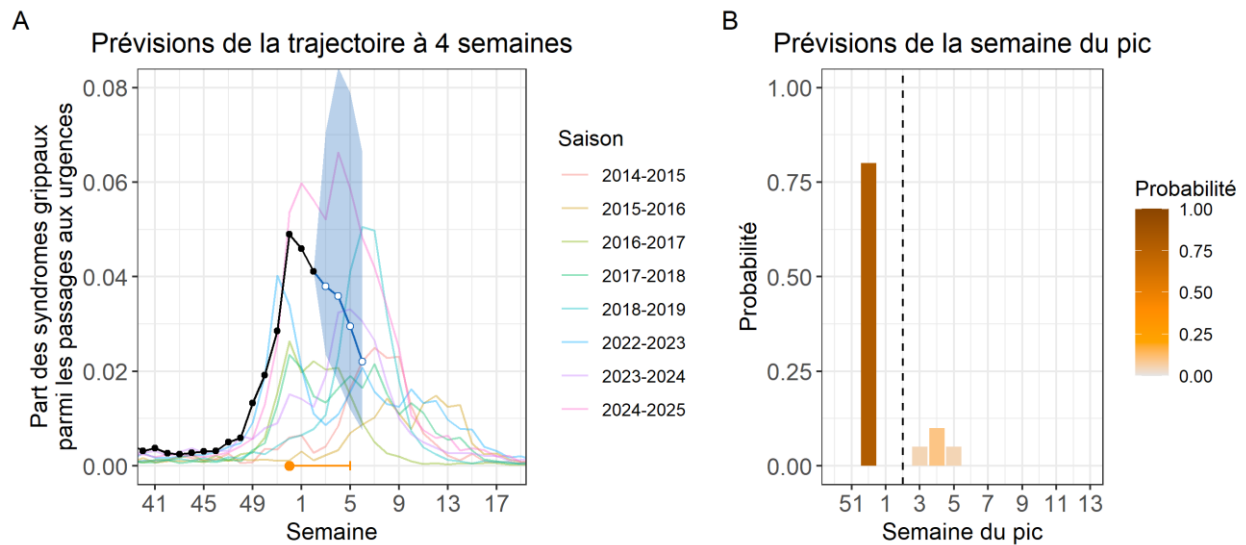 A
Prévisions de la trajectoire à 4 semaines
Part des syndromes grippaux
parmi les passages aux urgences
0.08
0.06
0.04
0.02
0.00
41 45 49 1 5 9 13 17
Semaine
Saison
2014-2015
2015-2016
2016-2017
2017-2018
2018-2019
2022-2023
2023-2024
2024-2025
B
Prévisions de la semaine du pic
Probabilité
1.00
0.75
0.50
0.25
0.00
51 1 3 5 7 9 11 13
Semaine du pic
Probabilité
1.00
0.75
0.50
0.25
0.00